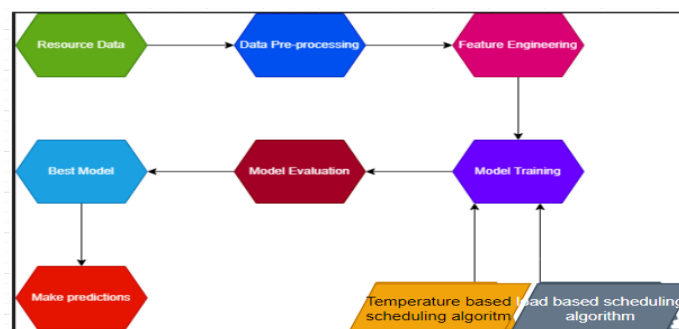 Resource Data
Data Pre-processing
Feature Engineering
Best Model
Model Evaluation
Model Training
Make predictions
Temperature based
scheduling algoritm
load based scheduling
algorithm